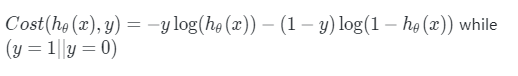 Cost(h_θ(x), y) = −y log(h_θ(x)) − (1 − y) log(1 − h_θ(x)) while
(y = 1||y = 0)